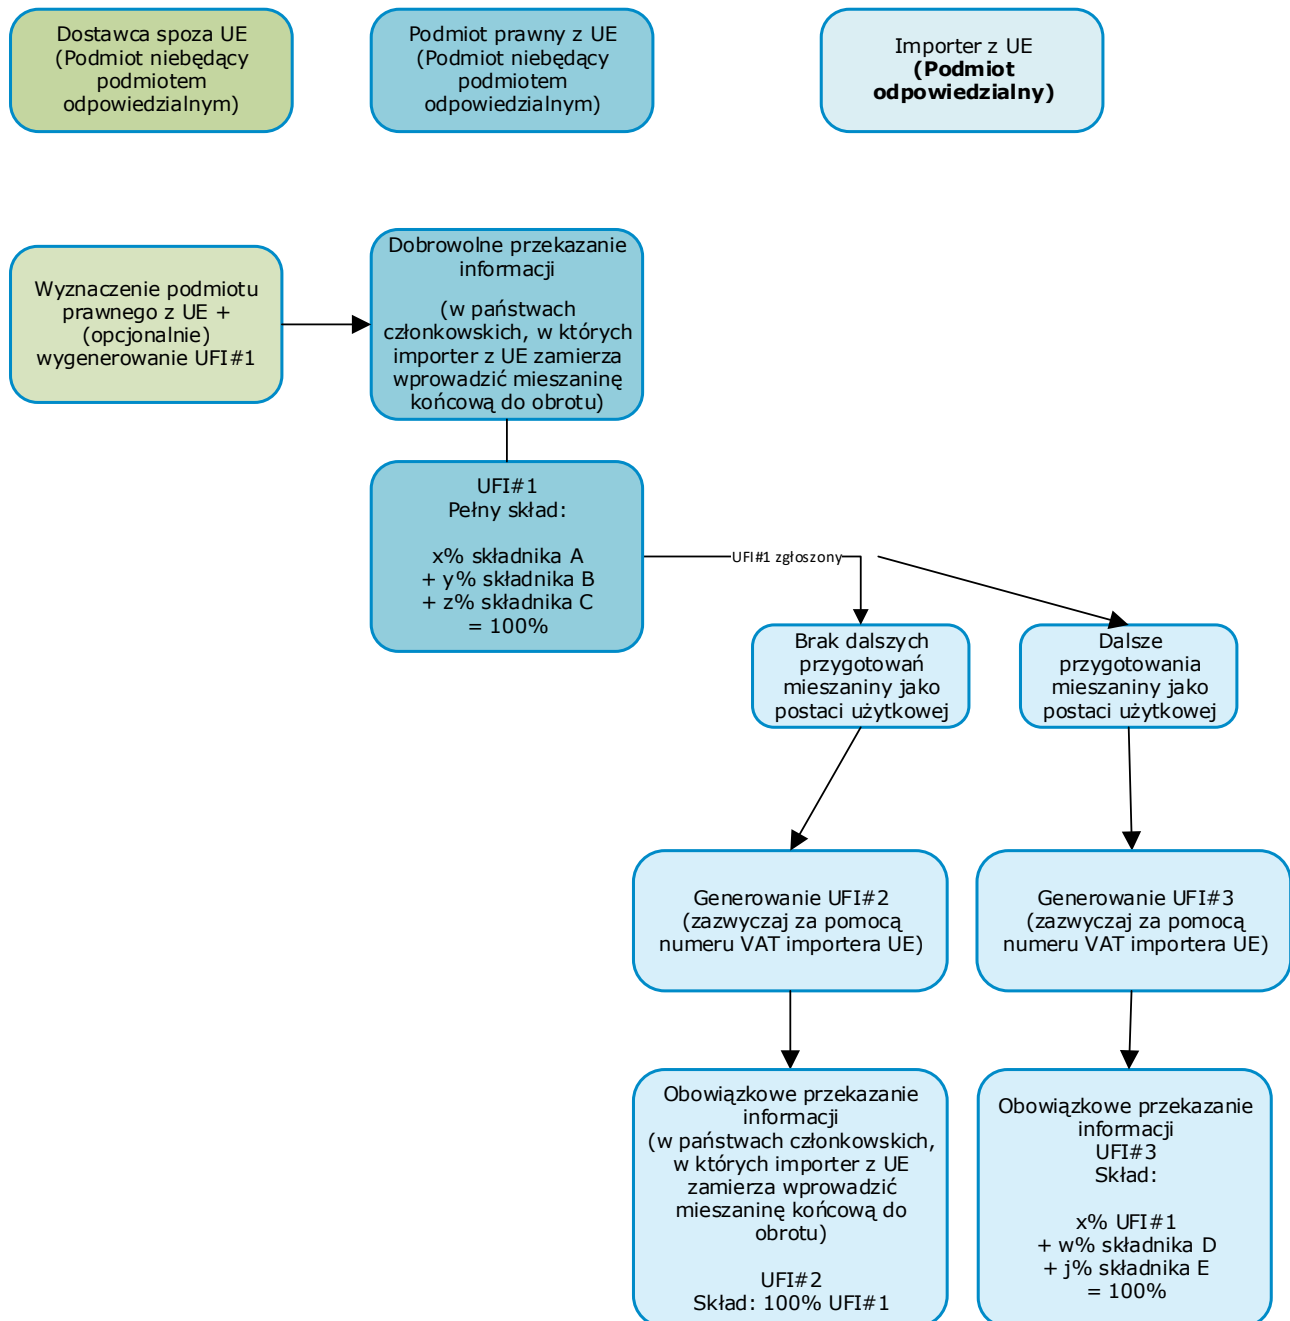 Dostawca spoza UE
(Podmiot niebędący
podmiotem
odpowiedzialnym)
Podmiot prawny z UE
(Podmiot niebędący
podmiotem
odpowiedzialnym)
Importer z UE
(Podmiot
odpowiedzialny)
Wyznaczenie podmiotu
prawnego z UE +
(opcjonalnie)
wygenerowanie UFI#1
Dobrowolne przekazanie
informacji
(w państwach
członkowskich, w których
importer z UE zamierza
wprowadzić mieszaninę
końcową do obrotu)
UFI#1
Pełny skład:
x% składnika A
+ y% składnika B
+ z% składnika C
= 100%
UFI#1 zgłoszony
Brak dalszych
przygotowań
mieszaniny jako
postaci użytkowej
Dalsze
przygotowania
mieszaniny jako
postaci użytkowej
Generowanie UFI#2
(zazwyczaj za pomocą
numeru VAT importera UE)
Generowanie UFI#3
(zazwyczaj za pomocą
numeru VAT importera UE)
Obowiązkowe przekazanie
informacji
(w państwach członkowskich,
w których importer z UE
zamierza wprowadzić
mieszaninę końcową do
obrotu)
UFI#2
Skład: 100% UFI#1
Obowiązkowe przekazanie
informacji
UFI#3
Skład:
x% UFI#1
+ w% składnika D
+ j% składnika E
= 100%